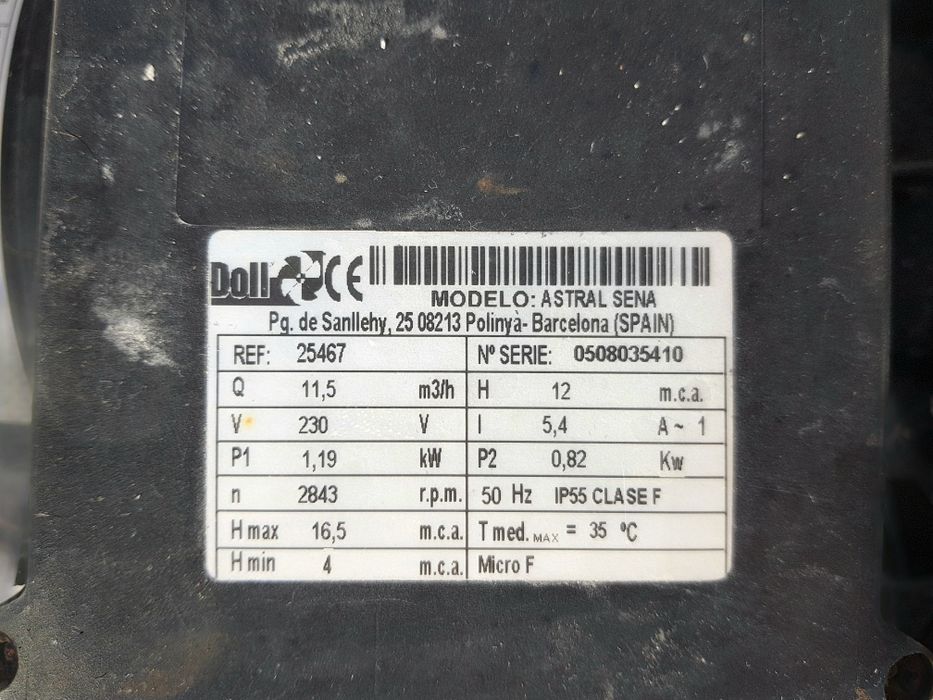 Doll CE
MODELO: ASTRAL SENA
Pg. de Sanllehy, 25 08213 Polinyà- Barcelona (SPAIN)
REF: 25467 Nº SERIE: 0508035410
Q 11,5 m3/h H 12 m.c.a.
V 230 V I 5,4 A ~ 1
P1 1,19 kW P2 0,82 Kw
n 2843 r.p.m. 50 Hz IP55 CLASE F
H max 16,5 m.c.a. T med. MAX = 35 ºC
H min 4 m.c.a. Micro F